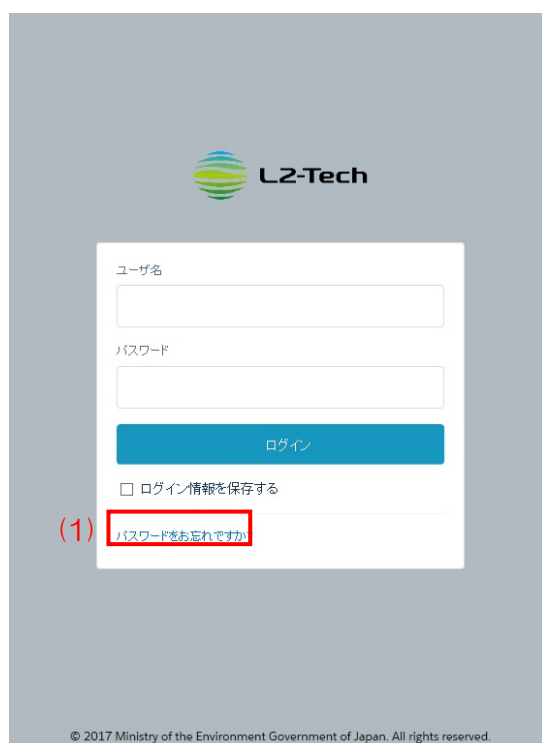 L2-Tech
ユーザ名
パスワード
ログイン
ログイン情報を保存する
(1)
パスワードをお忘れですか?
© 2017 Ministry of the Environment Government of Japan. All rights reserved.